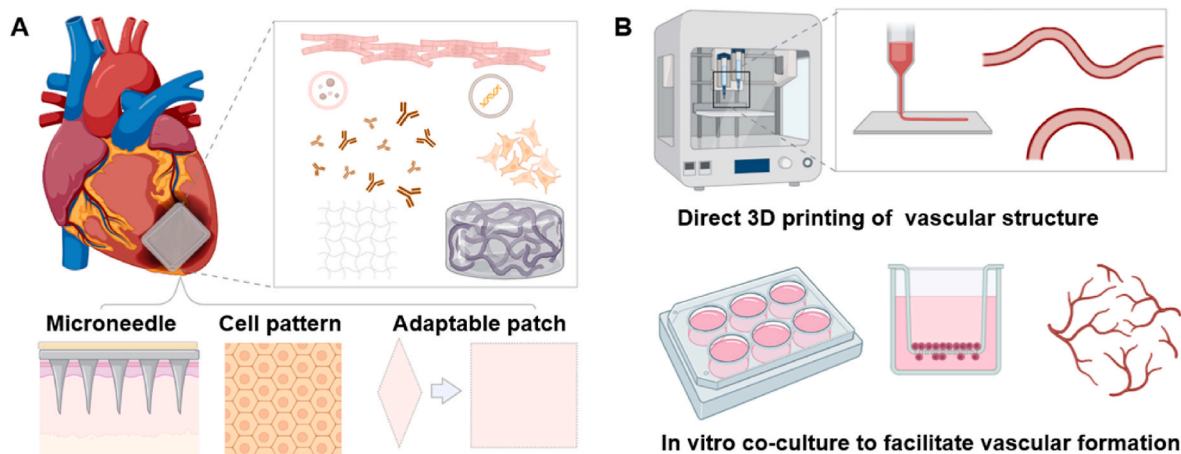 A
Microneedle
Cell pattern
Adaptable patch
B
Direct 3D printing of vascular structure
In vitro co-culture to facilitate vascular formation